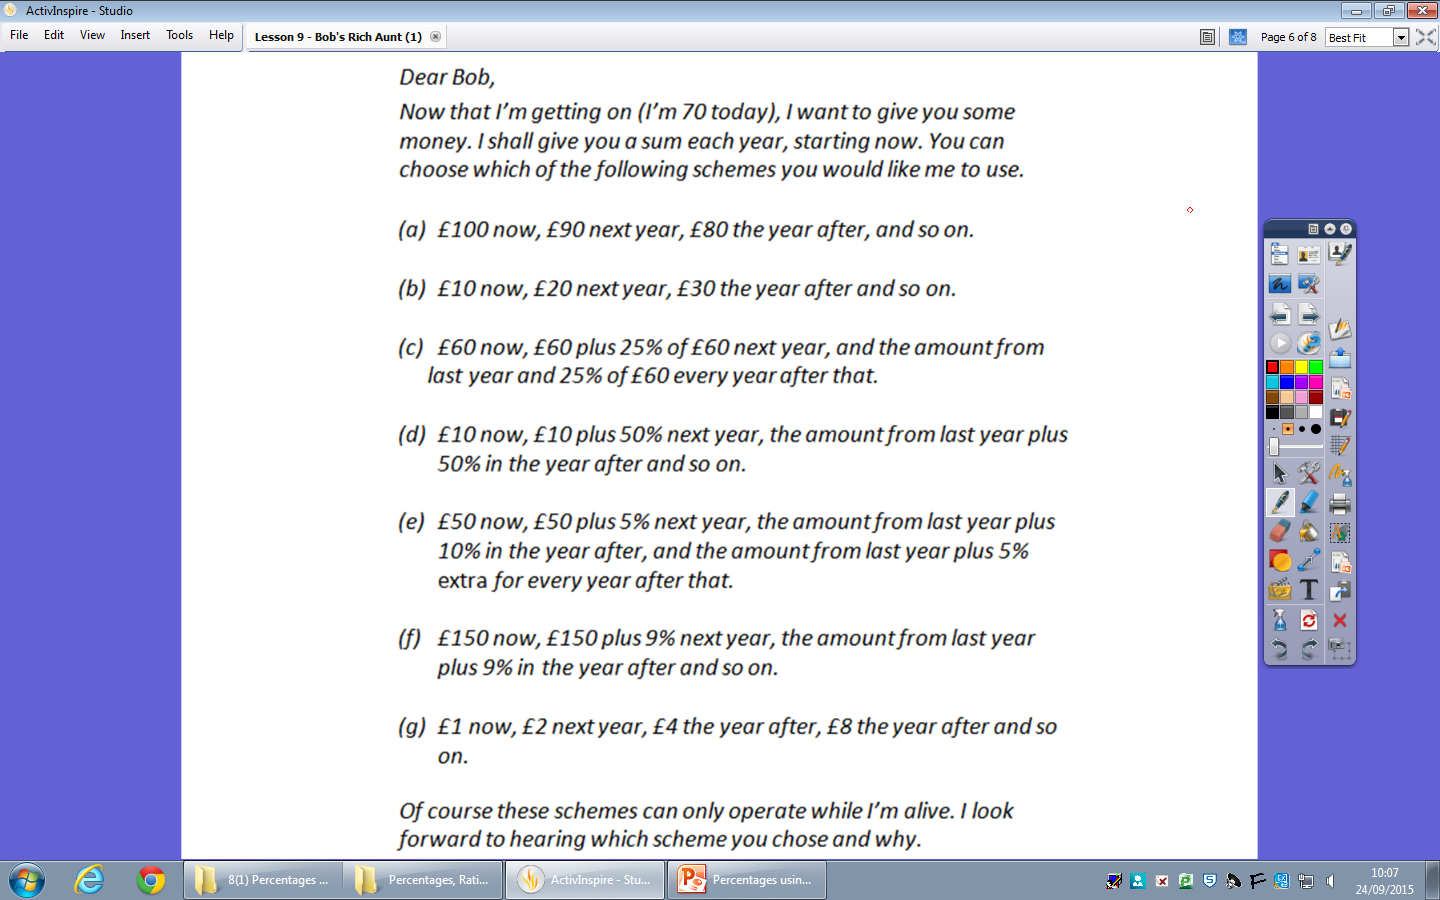 ActivInspire - Studio
File Edit View Insert Tools Help
Lesson 9 - Bob's Rich Aunt (1)
Page 6 of 8
Best Fit
Dear Bob,
Now that I'm getting on (I'm 70 today), I want to give you some
money. I shall give you a sum each year, starting now. You can
choose which of the following schemes you would like me to use.
(a) £100 now, £90 next year, £80 the year after, and so on.
(b) £10 now, £20 next year, £30 the year after and so on.
(c) £60 now, £60 plus 25% of £60 next year, and the amount from
last year and 25% of £60 every year after that.
(d) £10 now, £10 plus 50% next year, the amount from last year plus
50% in the year after and so on.
(e) £50 now, £50 plus 5% next year, the amount from last year plus
10% in the year after, and the amount from last year plus 5%
extra for every year after that.
(f) £150 now, £150 plus 9% next year, the amount from last year
plus 9% in the year after and so on.
(g) £1 now, £2 next year, £4 the year after, £8 the year after and so
on.
Of course these schemes can only operate while I'm alive. I look
forward to hearing which scheme you chose and why.
8(1) Percentages ...
Percentages, Rati...
ActivInspire - Stu...
Percentages usin...
10:07
24/09/2015